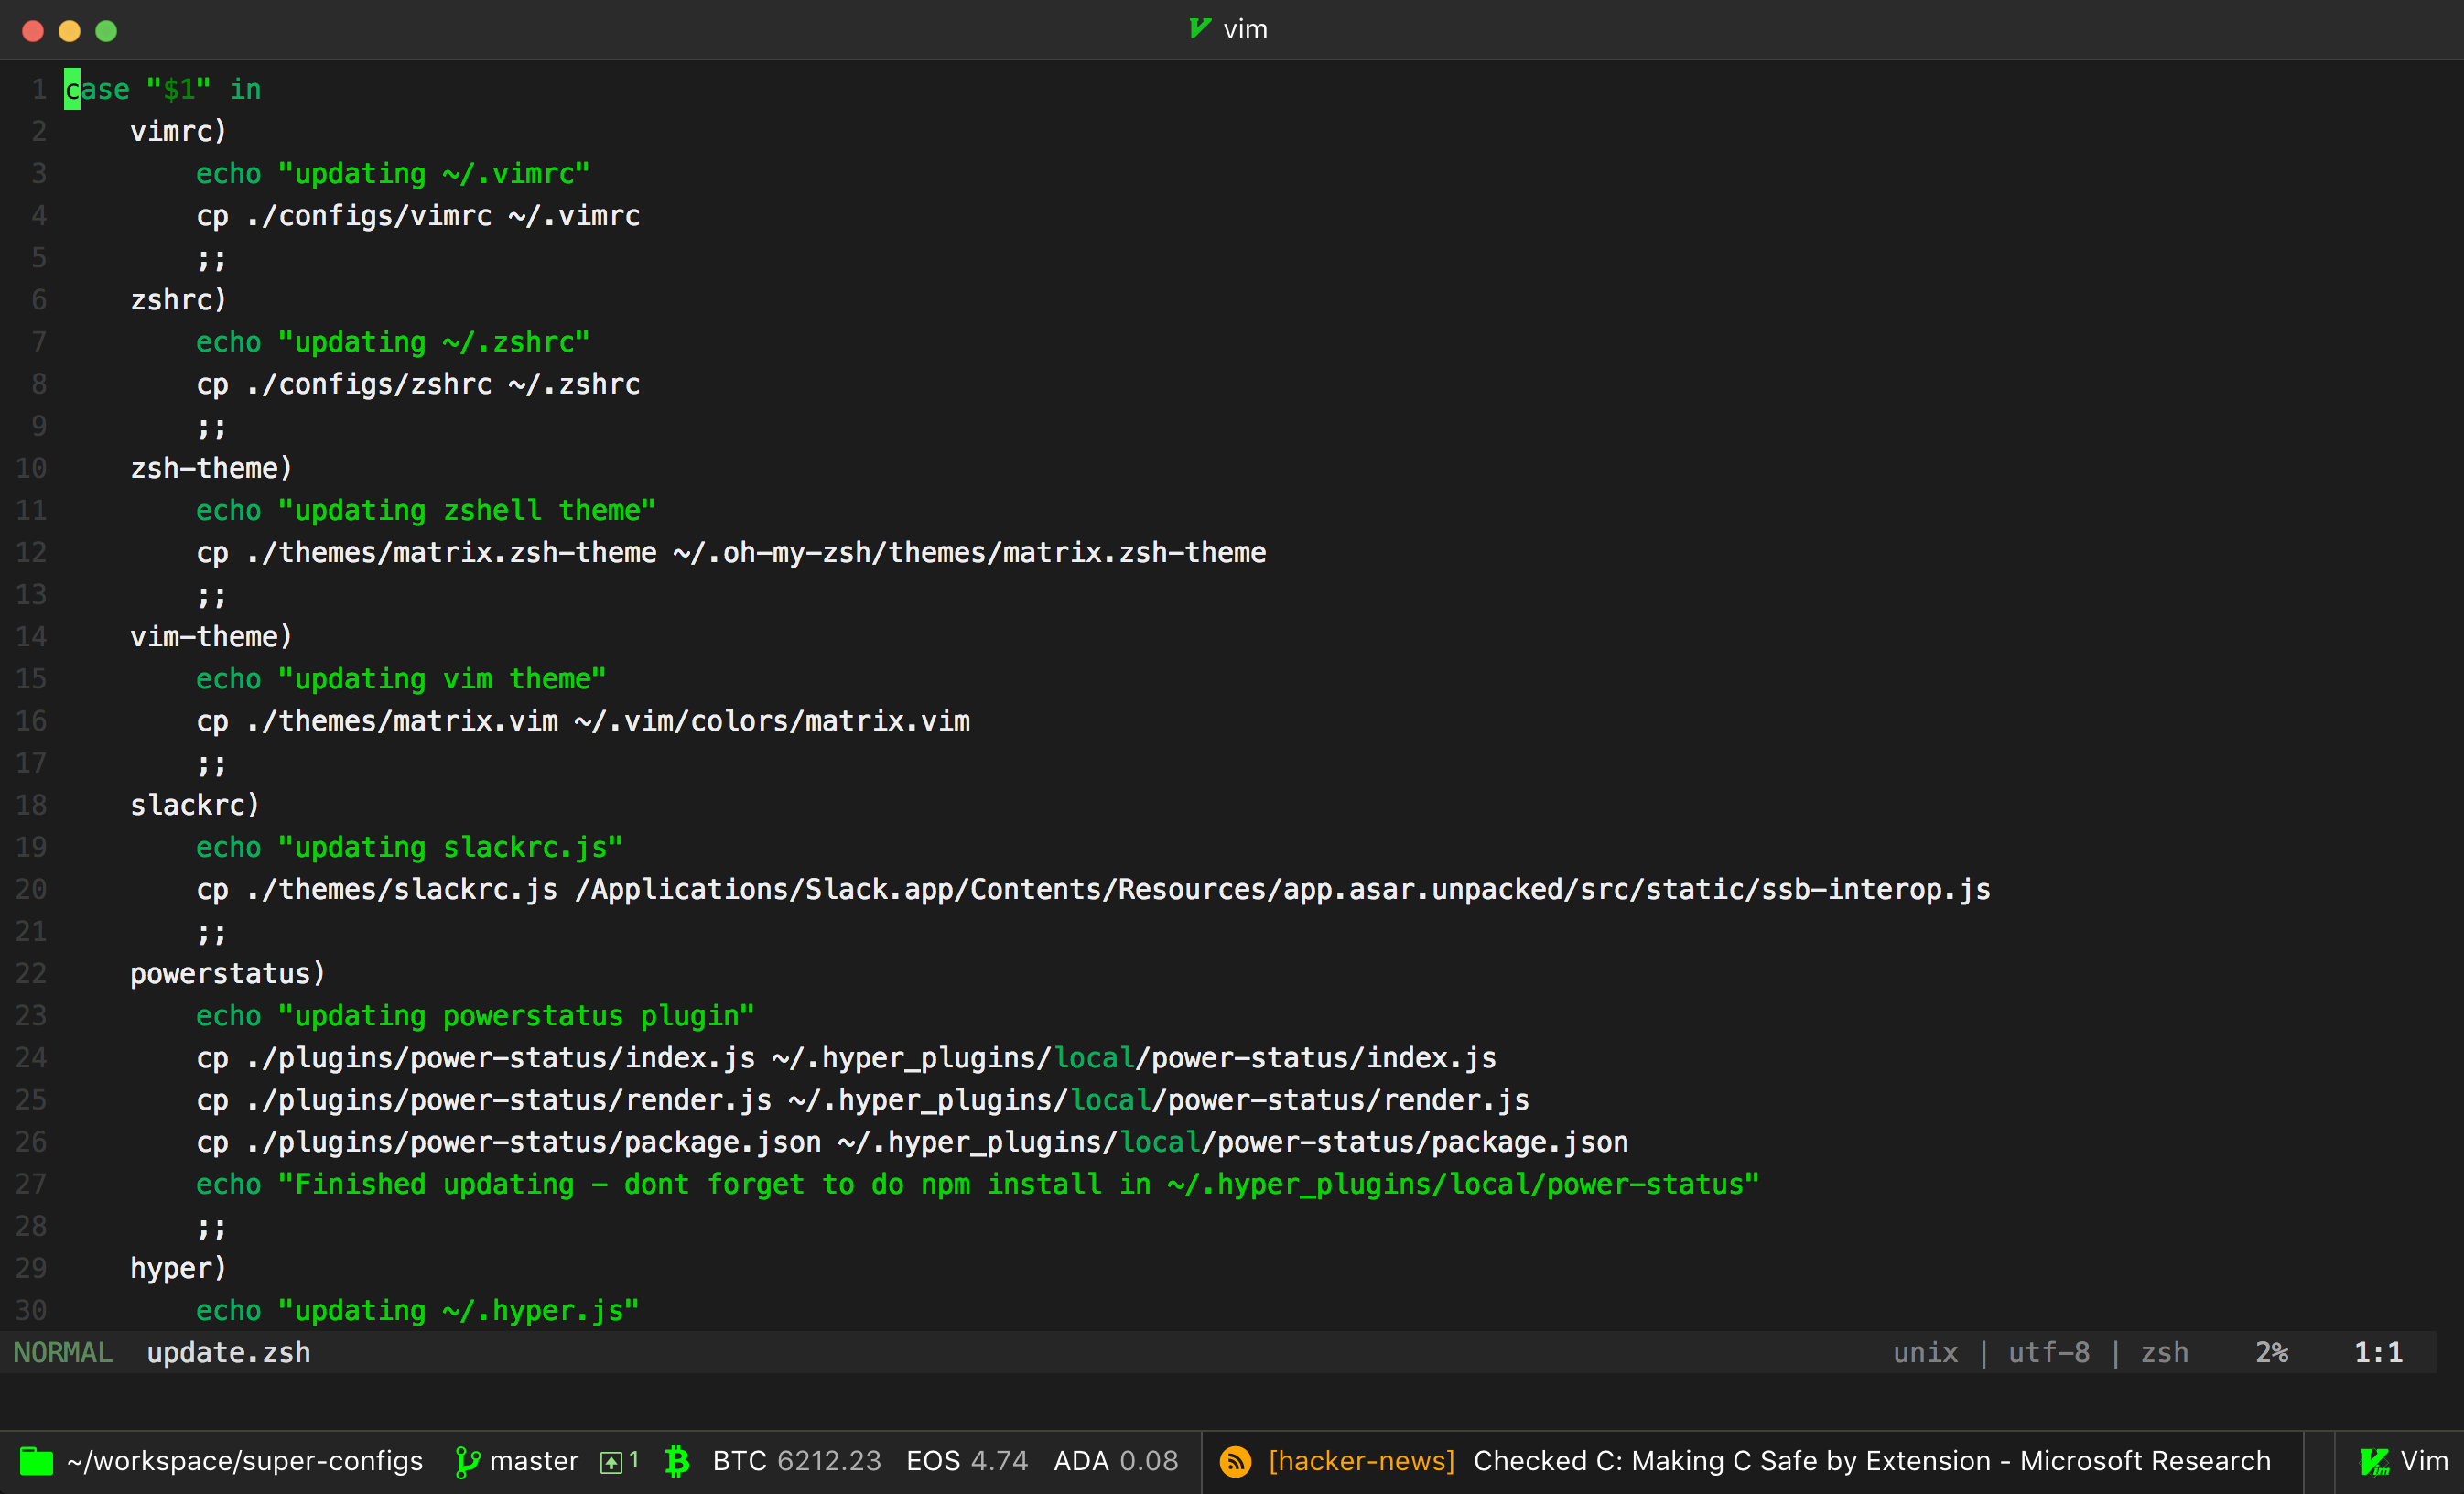 vim
1 case "$1" in
2     vimrc)
3         echo "updating ~/.vimrc"
4         cp ./configs/vimrc ~/.vimrc
5         ;;
6     zshrc)
7         echo "updating ~/.zshrc"
8         cp ./configs/zshrc ~/.zshrc
9         ;;
10     zsh-theme)
11         echo "updating zshell theme"
12         cp ./themes/matrix.zsh-theme ~/.oh-my-zsh/themes/matrix.zsh-theme
13         ;;
14     vim-theme)
15         echo "updating vim theme"
16         cp ./themes/matrix.vim ~/.vim/colors/matrix.vim
17         ;;
18     slackrc)
19         echo "updating slackrc.js"
20         cp ./themes/slackrc.js /Applications/Slack.app/Contents/Resources/app.asar.unpacked/src/static/ssb-interop.js
21         ;;
22     powerstatus)
23         echo "updating powerstatus plugin"
24         cp ./plugins/power-status/index.js ~/.hyper_plugins/local/power-status/index.js
25         cp ./plugins/power-status/render.js ~/.hyper_plugins/local/power-status/render.js
26         cp ./plugins/power-status/package.json ~/.hyper_plugins/local/power-status/package.json
27         echo "Finished updating - dont forget to do npm install in ~/.hyper_plugins/local/power-status"
28         ;;
29     hyper)
30         echo "updating ~/.hyper.js"
NORMAL update.zsh unix | utf-8 | zsh 2% 1:1
~/workspace/super-configs master 1 BTC 6212.23 EOS 4.74 ADA 0.08 [hacker-news] Checked C: Making C Safe by Extension - Microsoft Research Vim